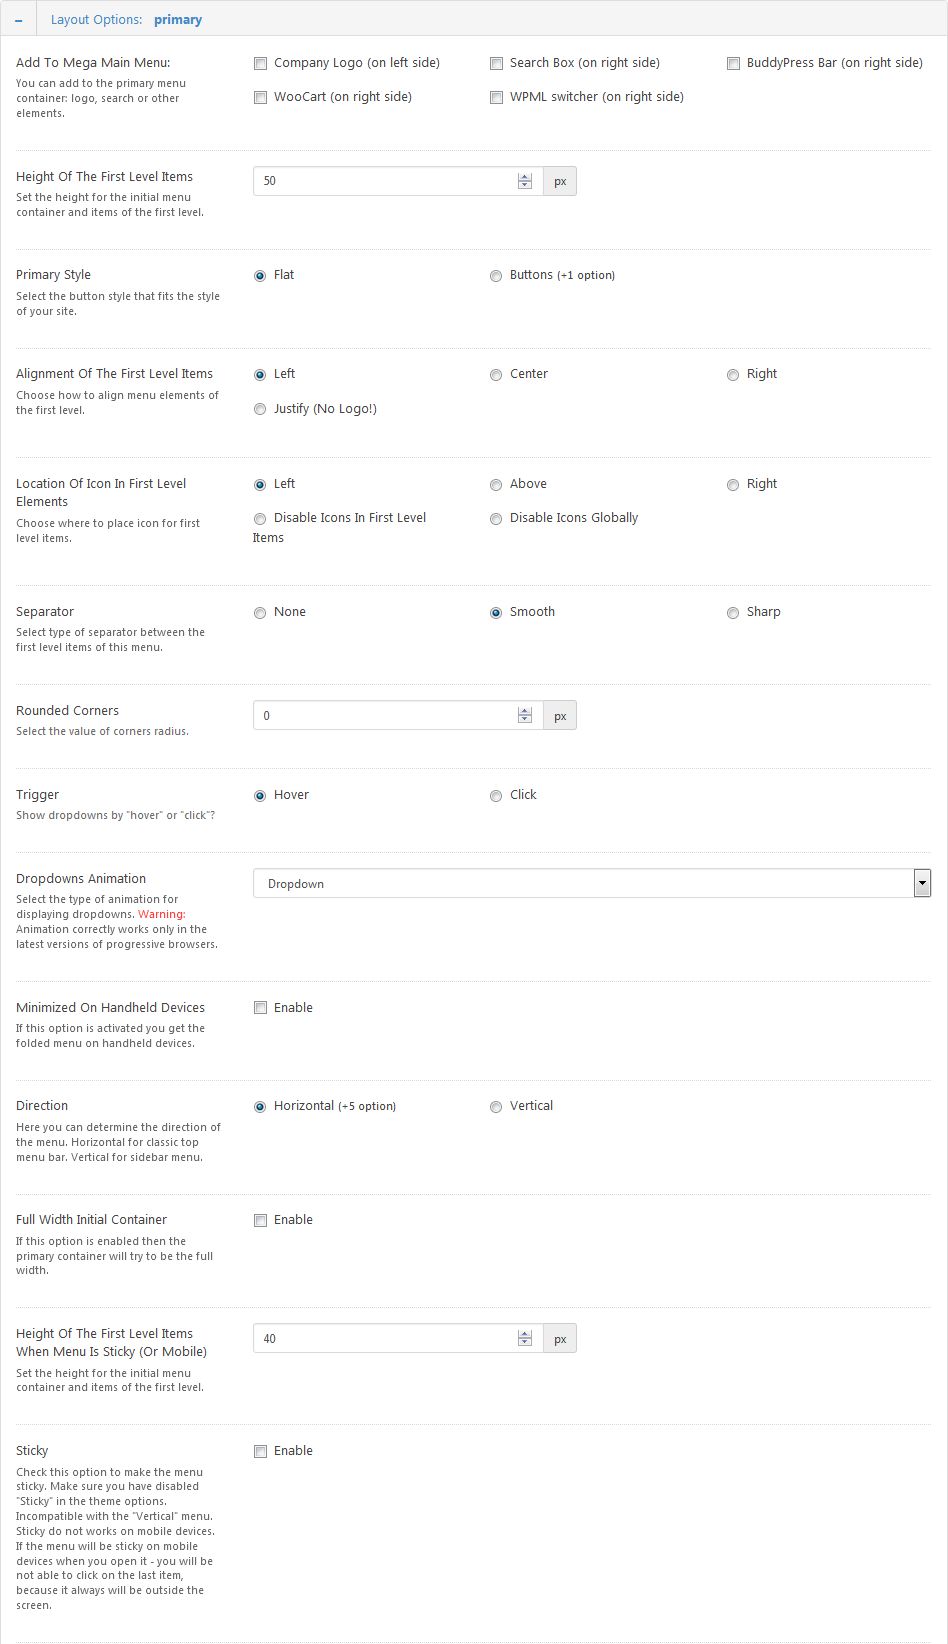 – Layout Options: primary
Add To Mega Main Menu:
You can add to the primary menu
container: logo, search or other
elements.
Company Logo (on left side) Search Box (on right side) BuddyPress Bar (on right side)
WooCart (on right side) WPML switcher (on right side)
Height Of The First Level Items
Set the height for the initial menu
container and items of the first level.
50 px
Primary Style
Select the button style that fits the style
of your site.
Flat Buttons (+1 option)
Alignment Of The First Level Items
Choose how to align menu elements of
the first level.
Left Center Right
Justify (No Logo!)
Location Of Icon In First Level
Elements
Choose where to place icon for first
level items.
Left Above Right
Disable Icons In First Level
Items
Disable Icons Globally
Separator
Select type of separator between the
first level items of this menu.
None Smooth Sharp
Rounded Corners
Select the value of corners radius.
0 px
Trigger
Show dropdowns by "hover" or "click"?
Hover Click
Dropdowns Animation
Select the type of animation for
displaying dropdowns. Warning:
Animation correctly works only in the
latest versions of progressive browsers.
Dropdown
Minimized On Handheld Devices
If this option is activated you get the
folded menu on handheld devices.
Enable
Direction
Here you can determine the direction of
the menu. Horizontal for classic top
menu bar. Vertical for sidebar menu.
Horizontal (+5 option) Vertical
Full Width Initial Container
If this option is enabled then the
primary container will try to be the full
width.
Enable
Height Of The First Level Items
When Menu Is Sticky (Or Mobile)
Set the height for the initial menu
container and items of the first level.
40 px
Sticky
Check this option to make the menu
sticky. Make sure you have disabled
"Sticky" in the theme options.
Incompatible with the "Vertical" menu.
Sticky do not works on mobile devices.
If the menu will be sticky on mobile
devices when you open it - you will be
not able to click on the last item,
because it always will be outside the
screen.
Enable